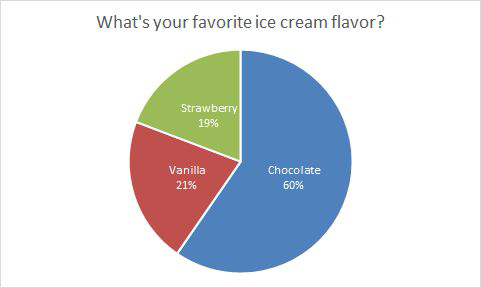 What's your favorite ice cream flavor?
Strawberry
19%
Vanilla
21%
Chocolate
60%